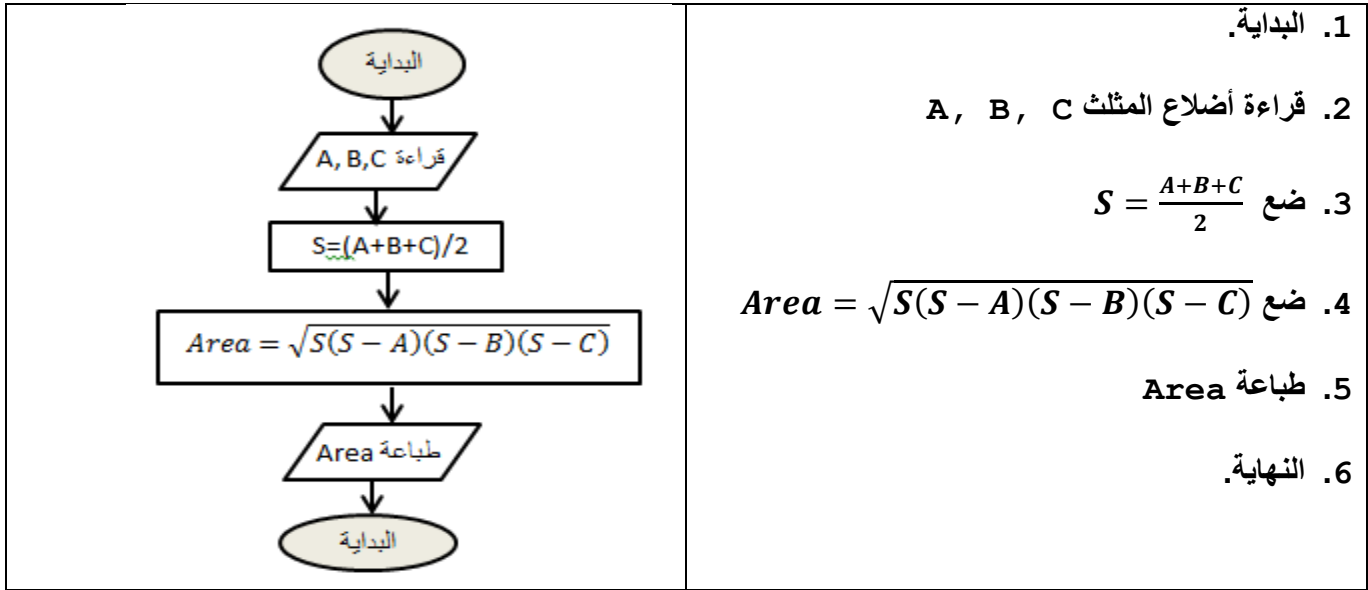 1. البداية.
2. قراءة أضلاع المثلث A, B, C
3. ضع S = (A+B+C)/2
4. ضع Area = √(S(S − A)(S − B)(S − C))
5. طباعة Area
6. النهاية.
البداية
قراءة A, B,C
S=(A+B+C)/2
Area = √(S(S − A)(S − B)(S − C))
طباعة Area
البداية